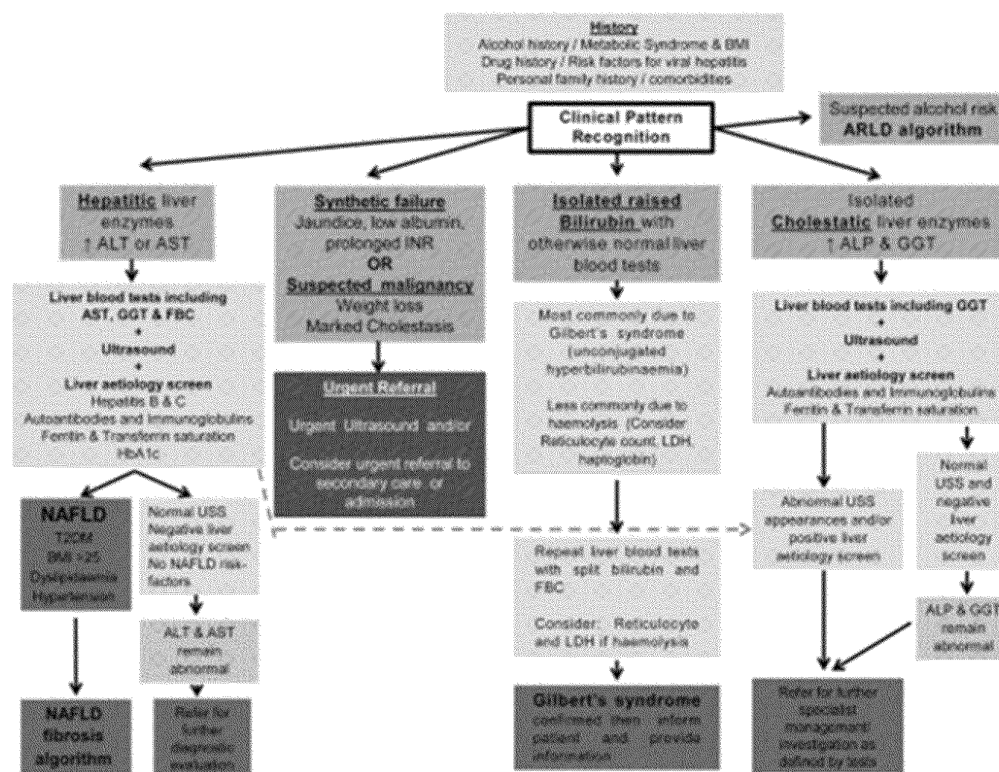 History
Alcohol history / Metabolic Syndrome & BMI
Drug history / Risk factors for viral hepatitis
Personal family history / comorbidities
Clinical Pattern
Recognition
Suspected alcohol risk
ARLD algorithm
Hepatitic liver
enzymes
↑ ALT or AST
Liver blood tests including
AST, GGT & FBC
+
Ultrasound
+
Liver aetiology screen
Hepatitis B & C
Autoantibodies and Immunoglobulins
Ferritin & Transferrin saturation
HbA1c
NAFLD
T2DM
BMI >25
Dyslipidaemia
Hypertension
NAFLD
fibrosis
algorithm
Normal USS
Negative liver
aetiology screen
No NAFLD risk-
factors
ALT & AST
remain
abnormal
Refer for
further
diagnostic
evaluation
Synthetic failure
Jaundice, low albumin,
prolonged INR
OR
Suspected malignancy
Weight loss
Marked Cholestasis
Urgent Referral
Urgent Ultrasound and/or
Consider urgent referral to
secondary care or
admission
Isolated raised
Bilirubin with
otherwise normal liver
blood tests
Most commonly due to
Gilbert's syndrome
(unconjugated
hyperbilirubinaemia)
Less commonly due to
haemolysis (Consider
Reticulocyte count, LDH,
haptoglobin)
Repeat liver blood tests
with split bilirubin and
FBC
Consider: Reticulocyte
and LDH if haemolysis
Gilbert's syndrome
confirmed then inform
patient and provide
information
Isolated
Cholestatic liver enzymes
↑ ALP & GGT
Liver blood tests including GGT
+
Ultrasound
+
Liver aetiology screen
Autoantibodies and Immunoglobulins
Ferritin & Transferrin saturation
Abnormal USS
appearances and/or
positive liver
aetiology screen
Normal
USS and
negative
liver
aetiology
screen
ALP & GGT
remain
abnormal
Refer for further
specialist
management/
investigation as
defined by tests